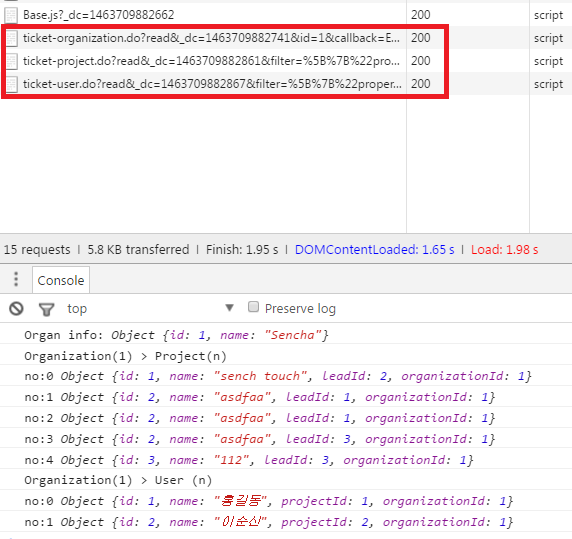 Base.js?_dc=1463709882662 200 script
ticket-organization.do?read&_dc=1463709882741&id=1&callback=E... 200 script
ticket-project.do?read&_dc=1463709882861&filter=%5B%7B%22pro... 200 script
ticket-user.do?read&_dc=1463709882867&filter=%5B%7B%22proper... 200 script
15 requests | 5.8 KB transferred | Finish: 1.95 s | DOMContentLoaded: 1.65 s | Load: 1.98 s
Console
top Preserve log
Organ info: Object {id: 1, name: "Sencha"}
Organization(1) > Project(n)
no:0 Object {id: 1, name: "sench touch", leadId: 2, organizationId: 1}
no:1 Object {id: 2, name: "asdfaa", leadId: 1, organizationId: 1}
no:2 Object {id: 2, name: "asdfaa", leadId: 1, organizationId: 1}
no:3 Object {id: 2, name: "asdfaa", leadId: 3, organizationId: 1}
no:4 Object {id: 3, name: "112", leadId: 3, organizationId: 1}
Organization(1) > User (n)
no:0 Object {id: 1, name: "홍길동", projectId: 1, organizationId: 1}
no:1 Object {id: 2, name: "이순신", projectId: 2, organizationId: 1}